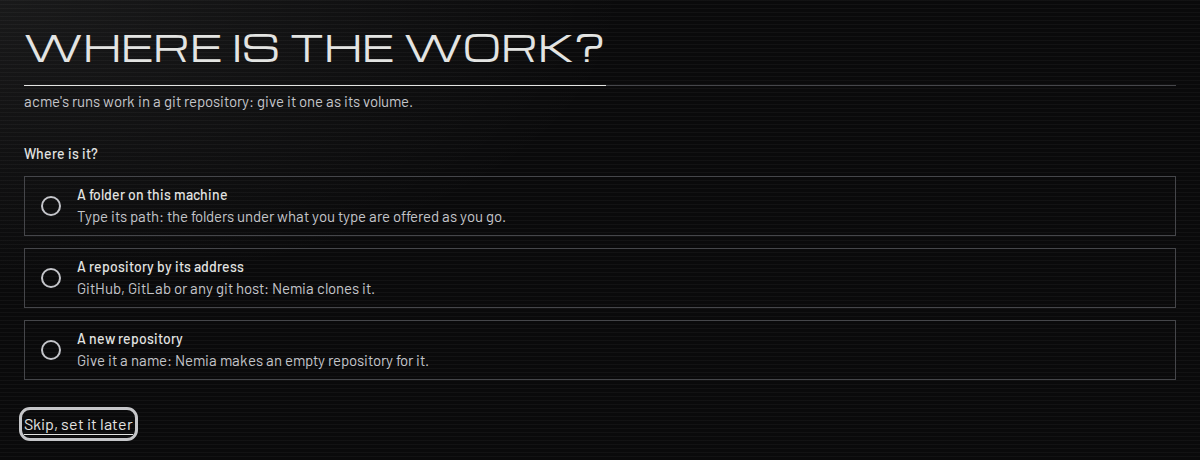 WHERE IS THE WORK?
acme's runs work in a git repository: give it one as its volume.
Where is it?
A folder on this machine
Type its path: the folders under what you type are offered as you go.
A repository by its address
GitHub, GitLab or any git host: Nemia clones it.
A new repository
Give it a name: Nemia makes an empty repository for it.
Skip, set it later